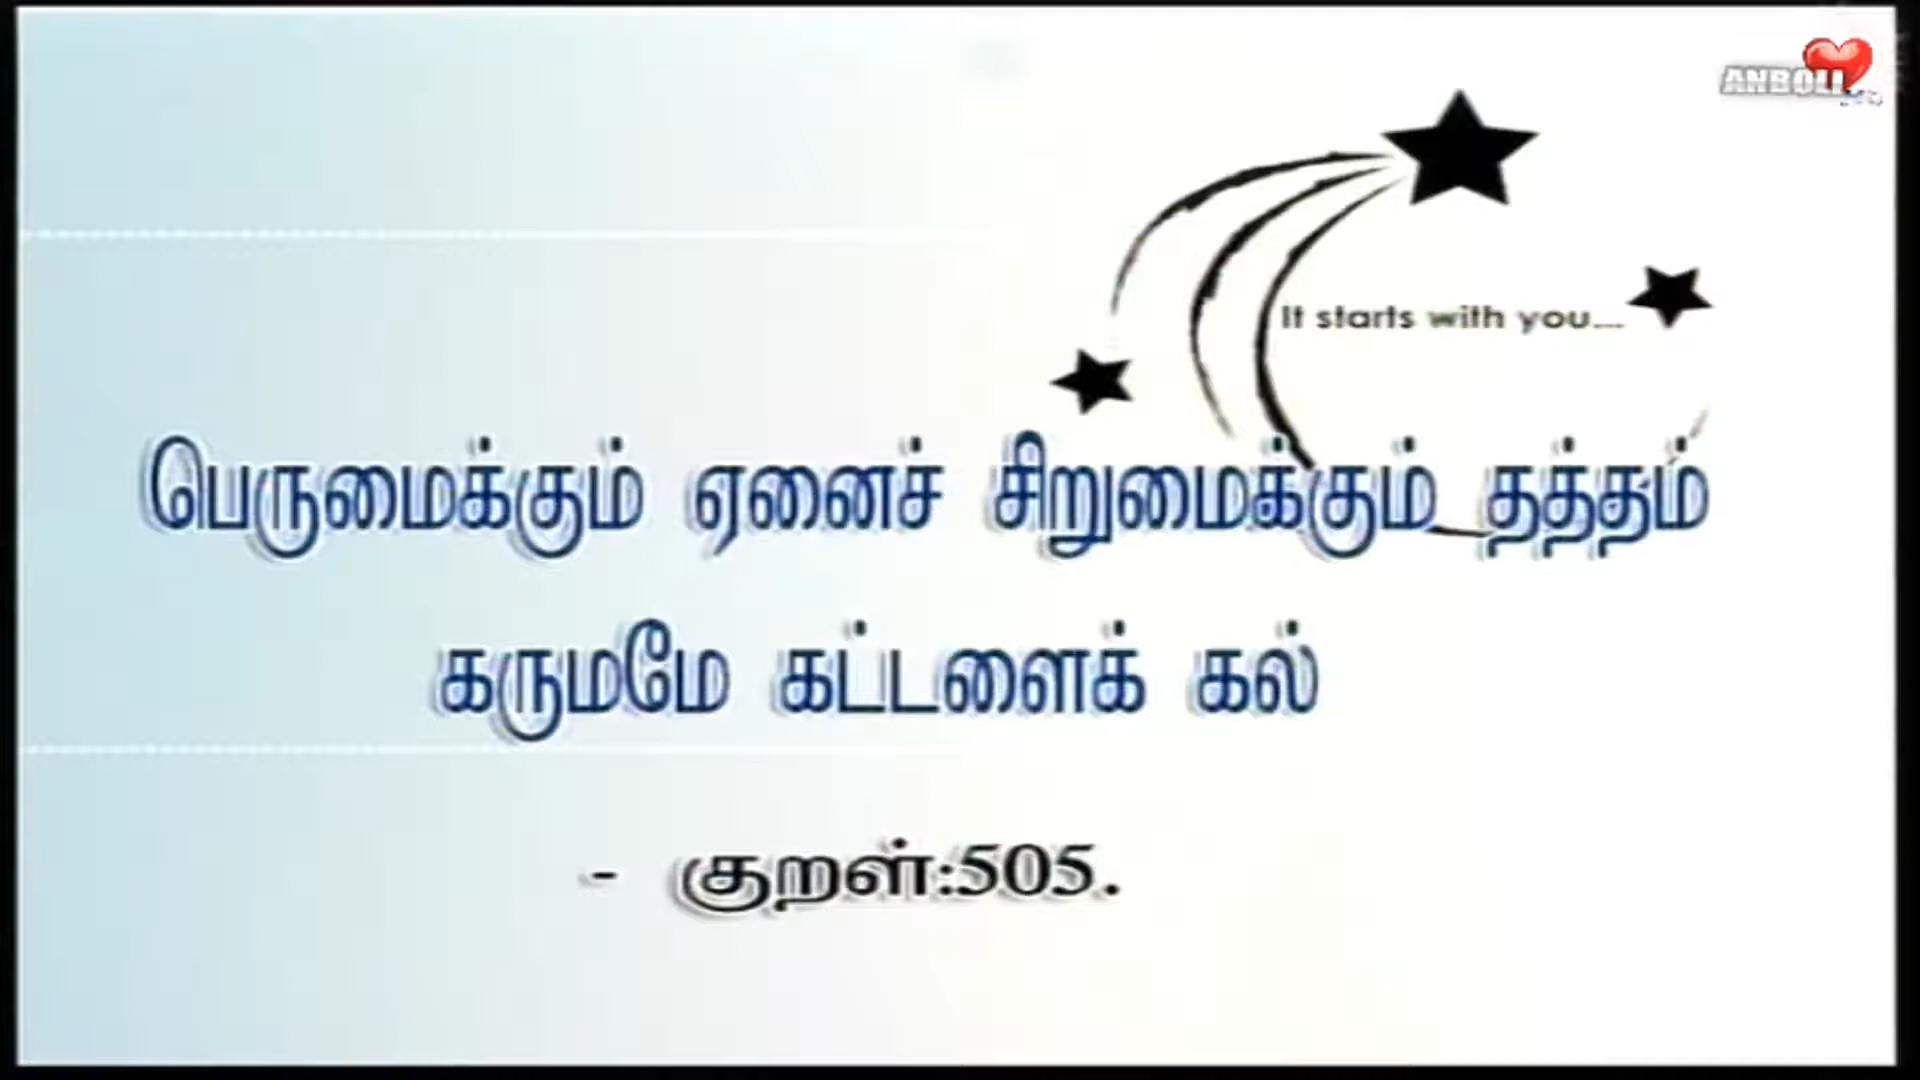 ANBOLI
It starts with you...
பெருமைக்கும் ஏனைச் சிறுமைக்கும் தத்தம்
கருமமே கட்டளைக் கல்
- குறள்:505.